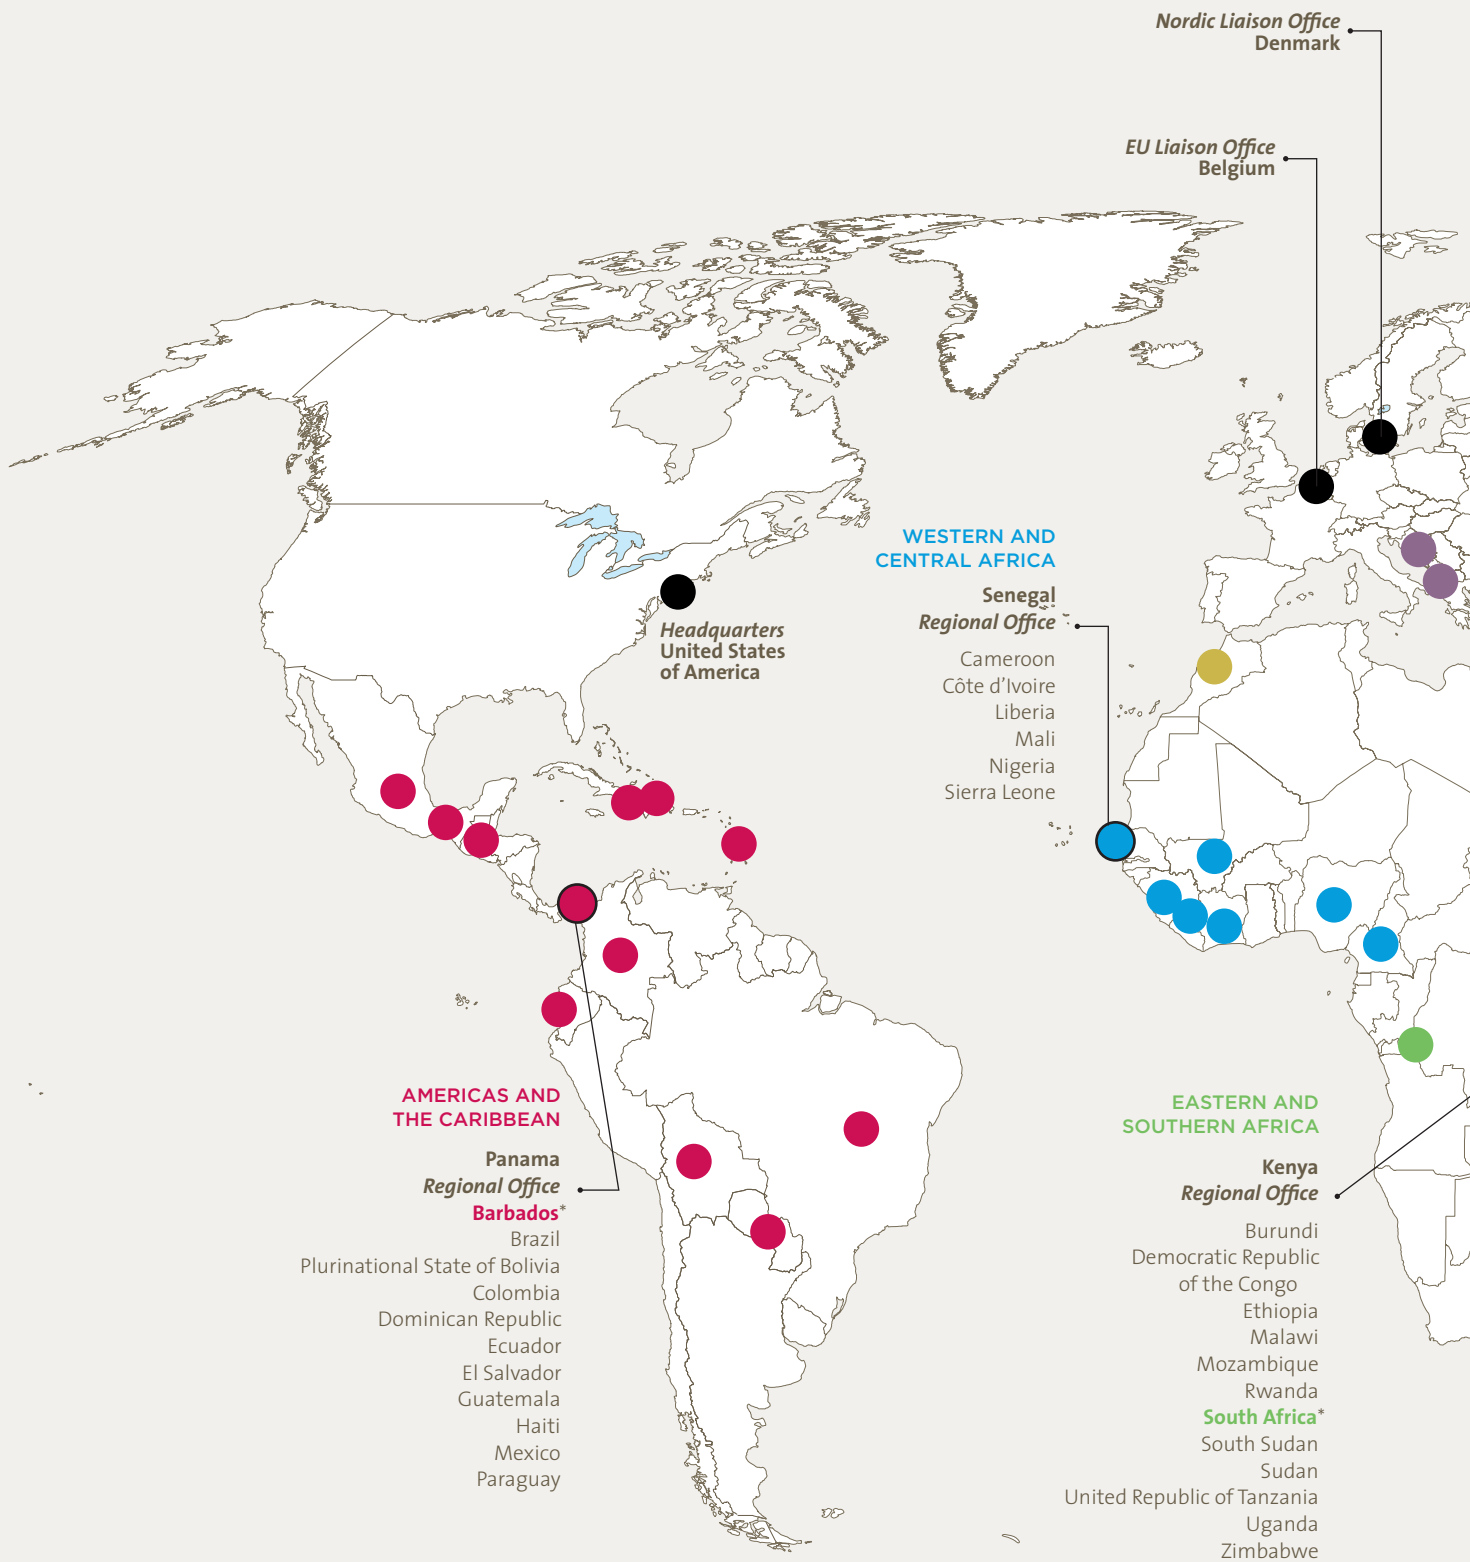 Nordic Liaison Office
Denmark
EU Liaison Office
Belgium
Headquarters
United States
of America
WESTERN AND
CENTRAL AFRICA
Senegal
Regional Office
Cameroon
Côte d’Ivoire
Liberia
Mali
Nigeria
Sierra Leone
AMERICAS AND
THE CARIBBEAN
Panama
Regional Office
Barbados*
Brazil
Plurinational State of Bolivia
Colombia
Dominican Republic
Ecuador
El Salvador
Guatemala
Haiti
Mexico
Paraguay
EASTERN AND
SOUTHERN AFRICA
Kenya
Regional Office
Burundi
Democratic Republic
of the Congo
Ethiopia
Malawi
Mozambique
Rwanda
South Africa*
South Sudan
Sudan
United Republic of Tanzania
Uganda
Zimbabwe